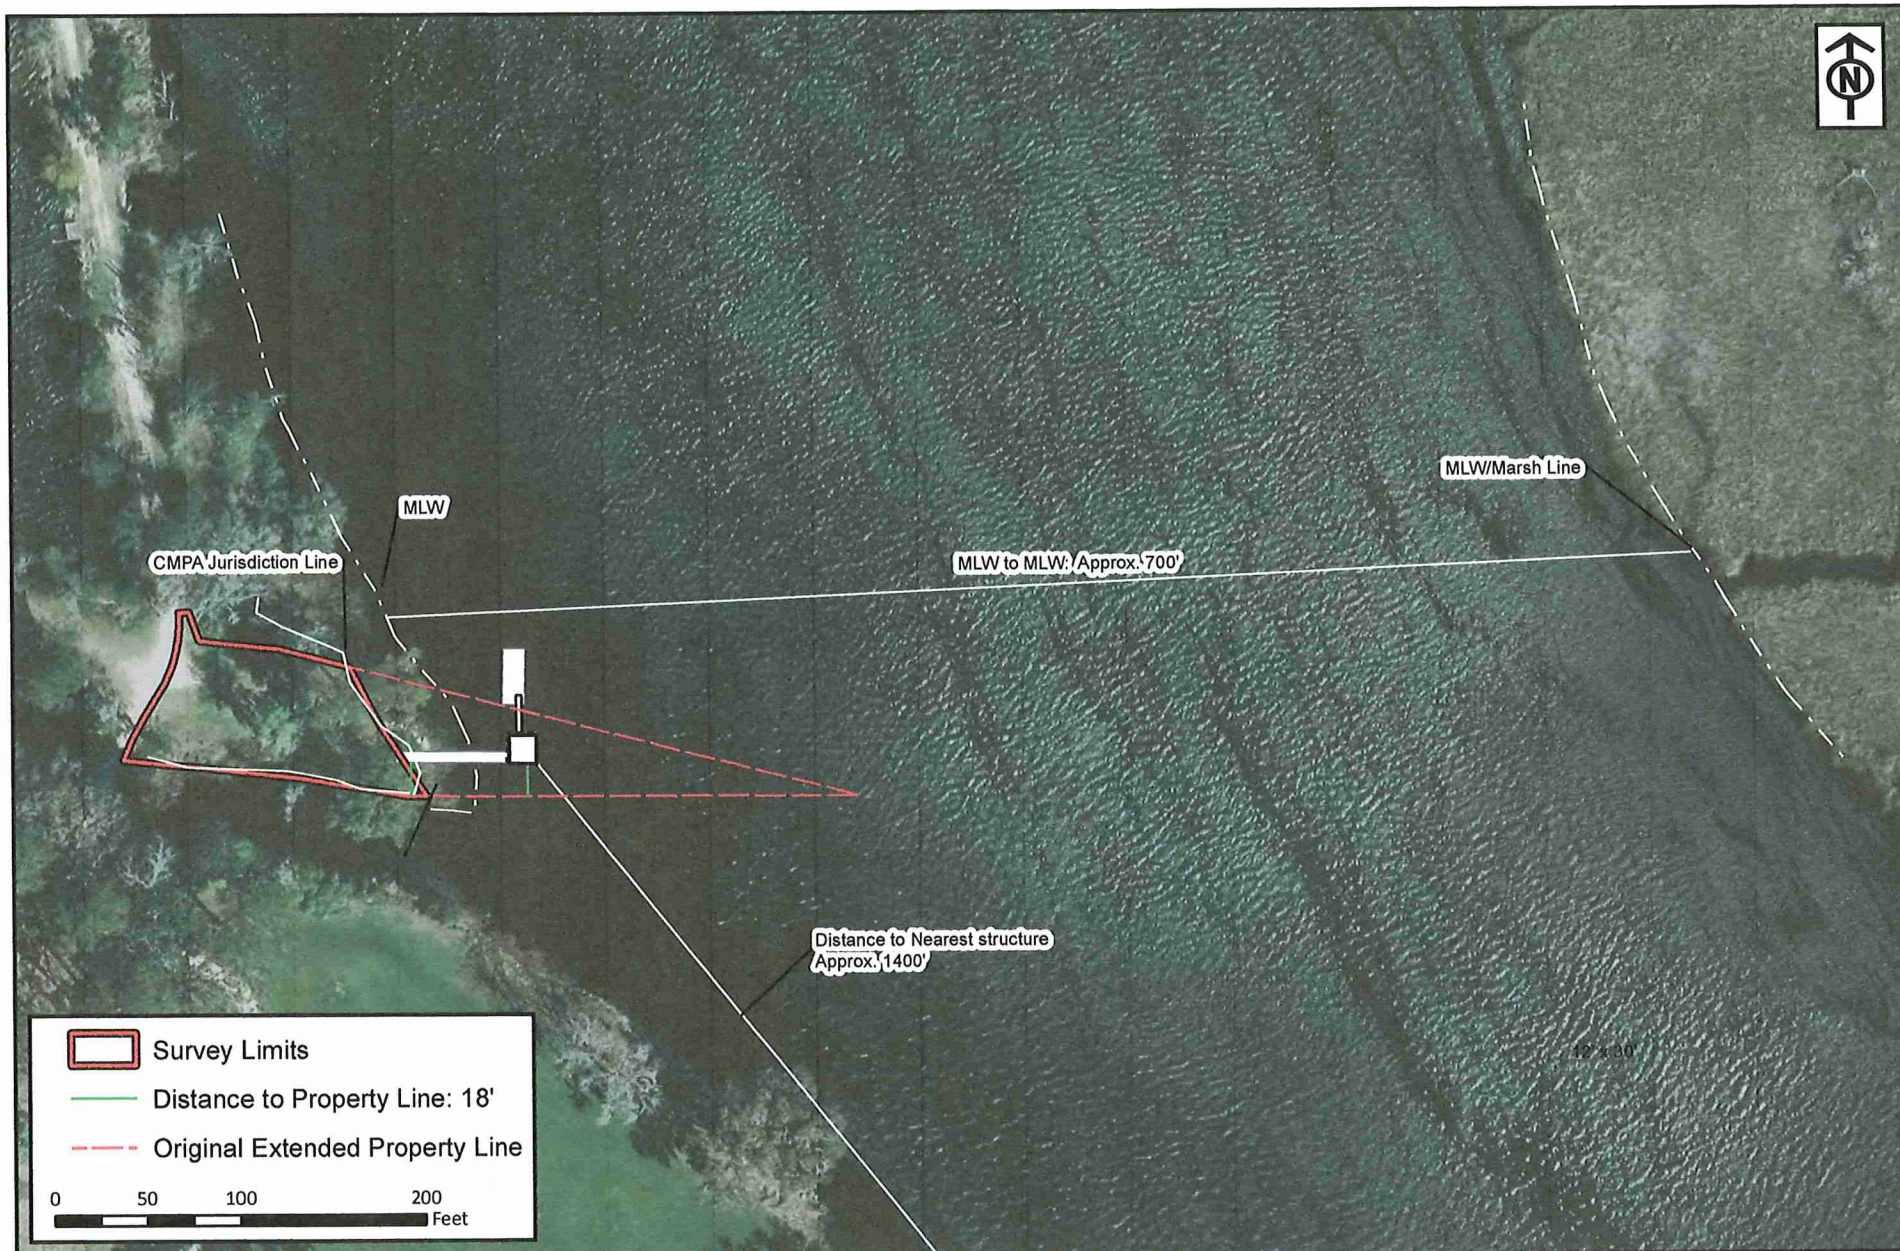 N
MLW
MLW/Marsh Line
CMPA Jurisdiction Line
MLW to MLW: Approx. 700'
Distance to Nearest structure
Approx. 1400'
12' x 30'
Survey Limits
Distance to Property Line: 18'
Original Extended Property Line
0 50 100 200
Feet